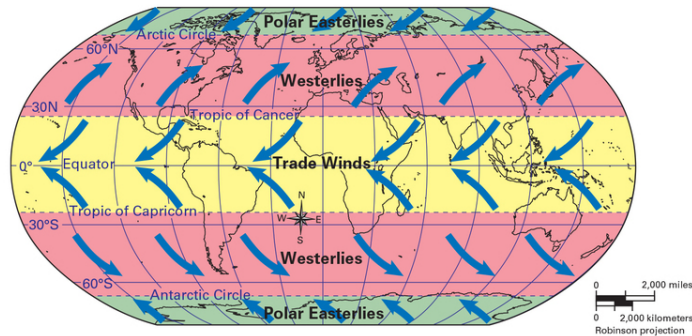 Polar Easterlies
Arctic Circle
60°N
Westerlies
30N
Tropic of Cancer
0°
Equator
Trade Winds
N
Tropic of Capricorn
W E
S
30°S
Westerlies
60°S
Antarctic Circle
Polar Easterlies
0 2,000 miles
0 2,000 kilometers
Robinson projection